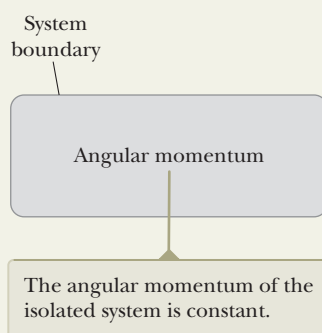 System
boundary
Angular momentum
The angular momentum of the
isolated system is constant.